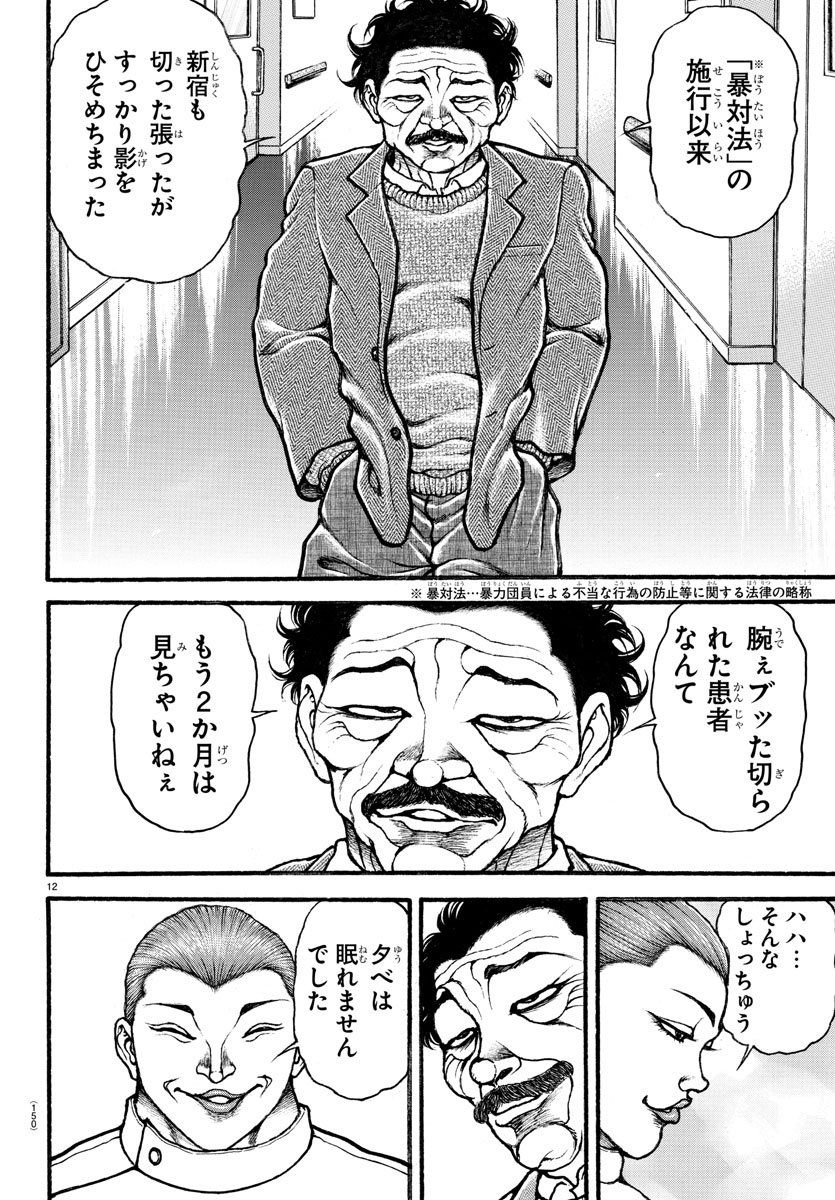 ※「暴対法」の
施行以来
新宿も
切った張ったが
すっかり影を
ひそめちまった
※暴対法…暴力団員による不当な行為の防止等に関する法律の略称
腕ぇブッた切ら
れた患者
なんて
もう2か月は
見ちゃいねぇ
12
ハハ…
そんな
しょっちゅう
夕べは
眠れません
でした
(150)